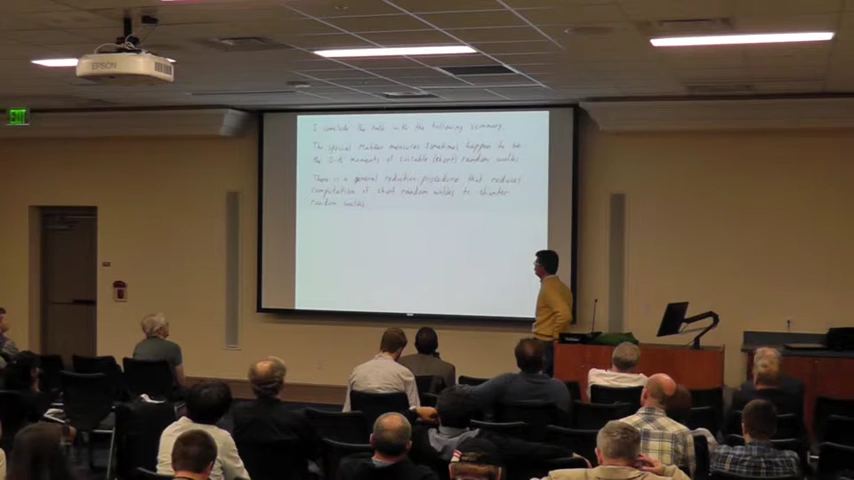 EPSON
EXIT
I conclude the talk with the following summary.
The special Mahler measures sometimes happen to be
the 0-th moments of suitable (short) random walks
There is a general reduction procedure that reduces
computation of short random walks to shorter
random walks.